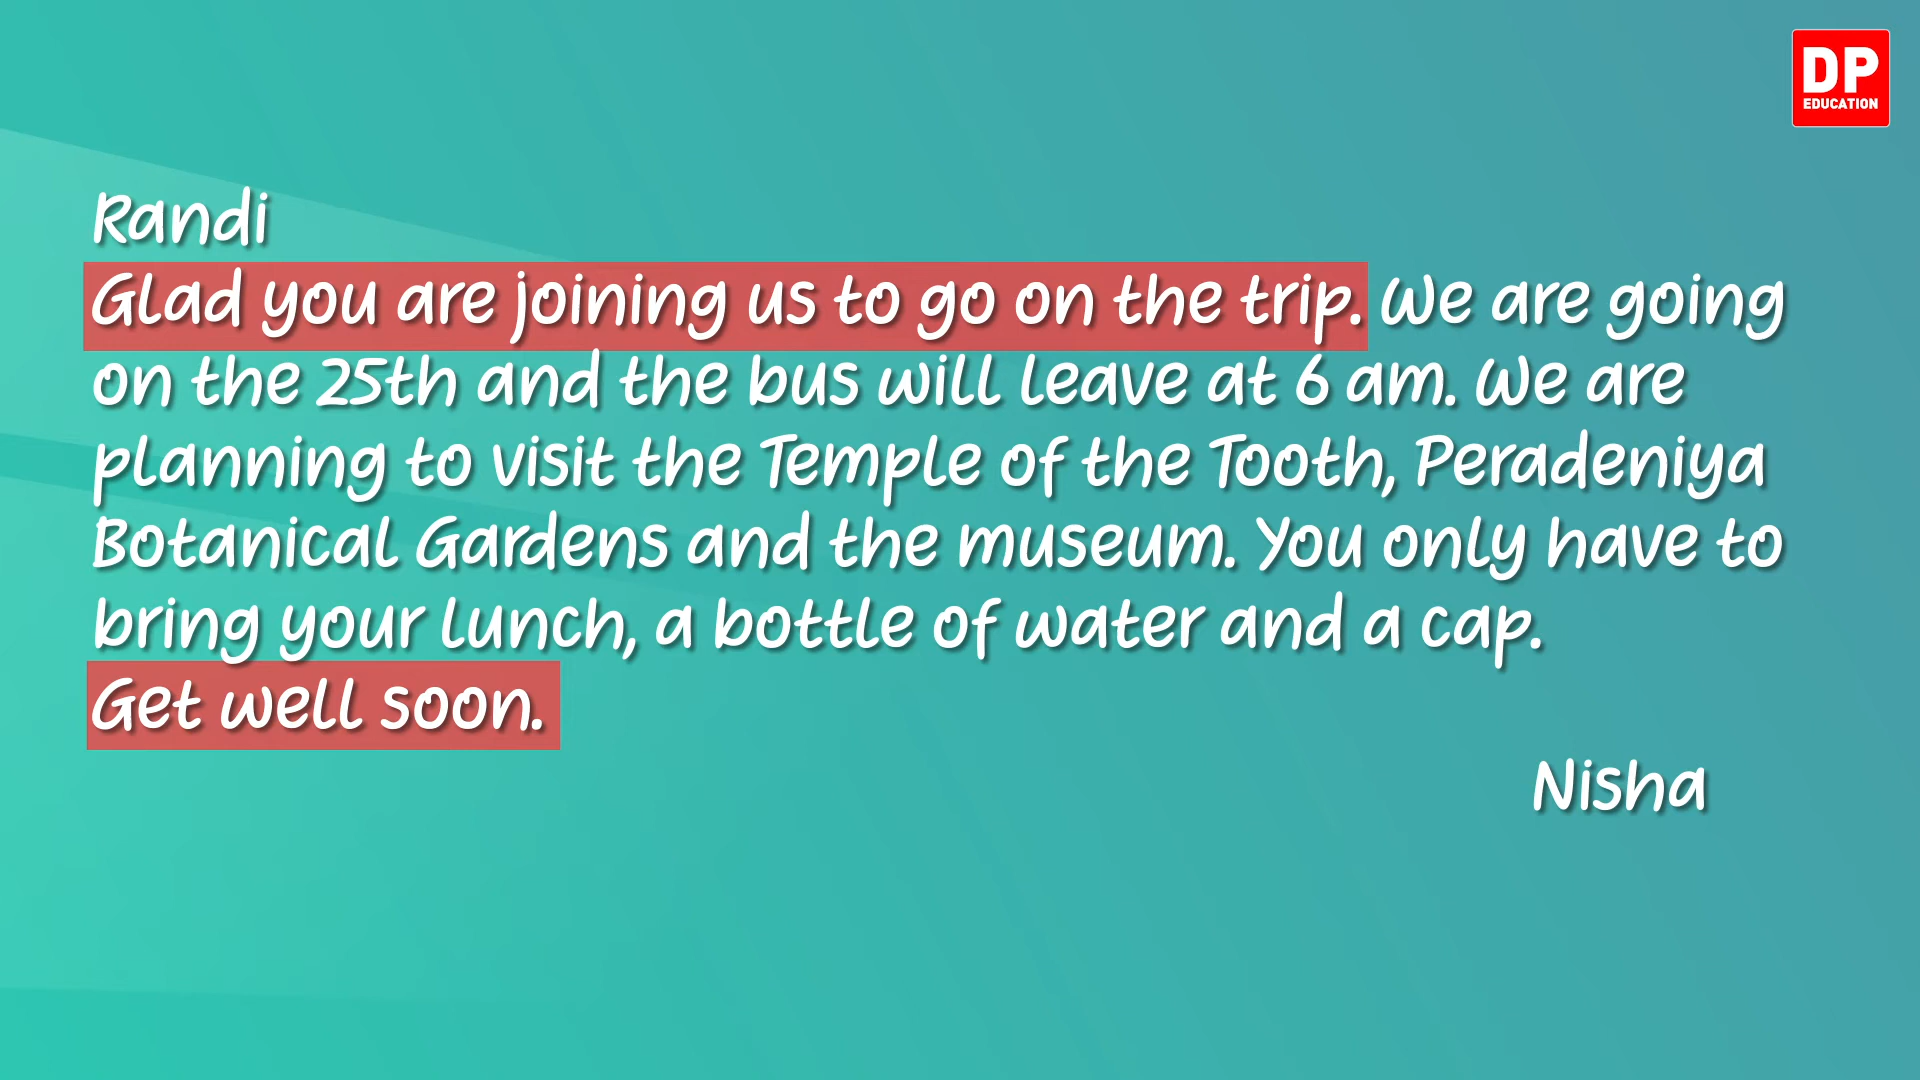 DP
EDUCATION
Randi
Glad you are joining us to go on the trip. We are going
on the 25th and the bus will leave at 6 am. We are
planning to visit the Temple of the Tooth, Peradeniya
Botanical Gardens and the museum. You only have to
bring your lunch, a bottle of water and a cap.
Get well soon.
Nisha